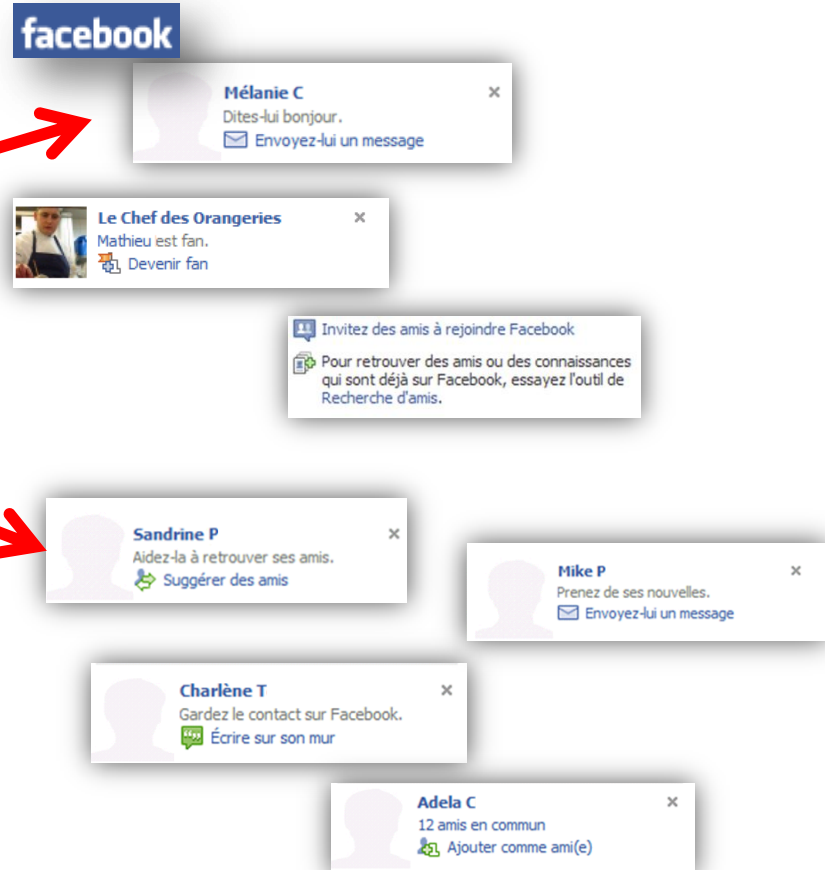 facebook
Mélanie C
Dites-lui bonjour.
Envoyez-lui un message
Le Chef des Orangeries
Mathieu est fan.
Devenir fan
Invitez des amis à rejoindre Facebook
Pour retrouver des amis ou des connaissances
qui sont déjà sur Facebook, essayez l'outil de
Recherche d'amis.
Sandrine P
Aidez-la à retrouver ses amis.
Suggérer des amis
Mike P
Prenez de ses nouvelles.
Envoyez-lui un message
Charlène T
Gardez le contact sur Facebook.
Écrire sur son mur
Adela C
12 amis en commun
Ajouter comme ami(e)